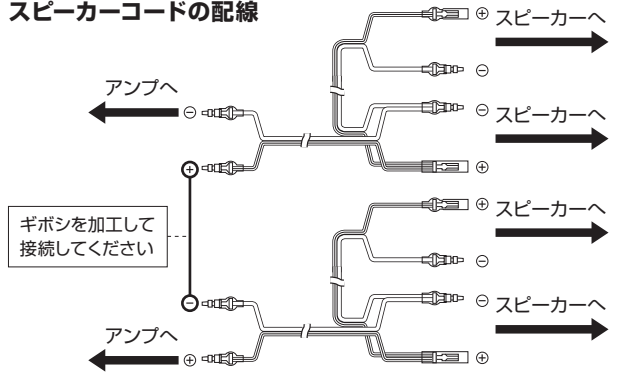 スピーカーコードの配線
⊕ スピーカーへ
⊖
アンプへ
⊖
⊖ スピーカーへ
⊕
⊕
⊕ スピーカーへ
ギボシを加工して
接続してください
⊖
⊖
⊖ スピーカーへ
アンプへ
⊕
⊕